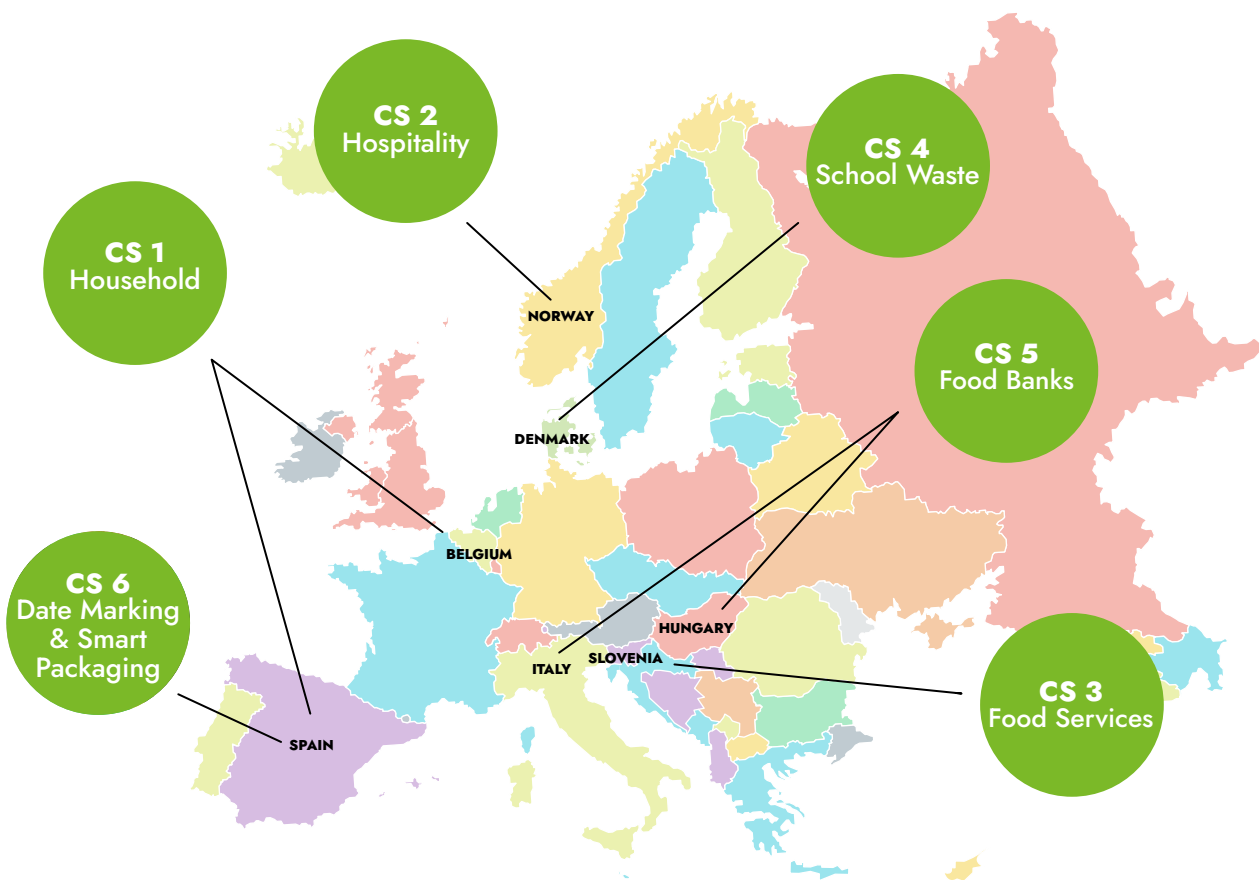 CS 2
Hospitality
CS 4
School Waste
CS 1
Household
NORWAY
CS 5
Food Banks
DENMARK
BELGIUM
CS 6
Date Marking
& Smart
Packaging
HUNGARY
SLOVENIA
ITALY
CS 3
Food Services
SPAIN